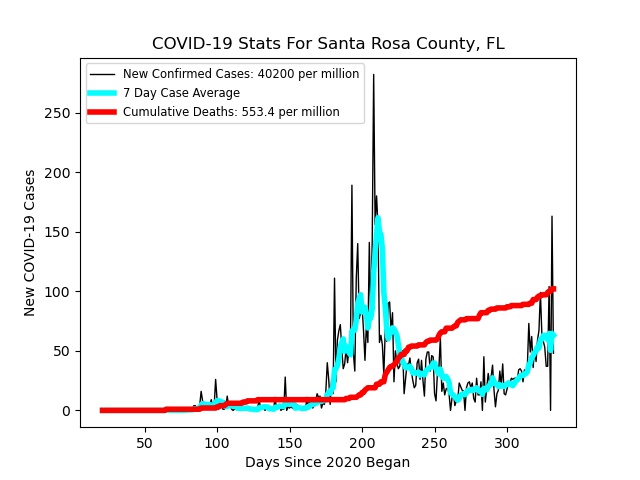 COVID-19 Stats For Santa Rosa County, FL
New Confirmed Cases: 40200 per million
7 Day Case Average
Cumulative Deaths: 553.4 per million
New COVID-19 Cases
250
200
150
100
50
0
50 100 150 200 250 300
Days Since 2020 Began